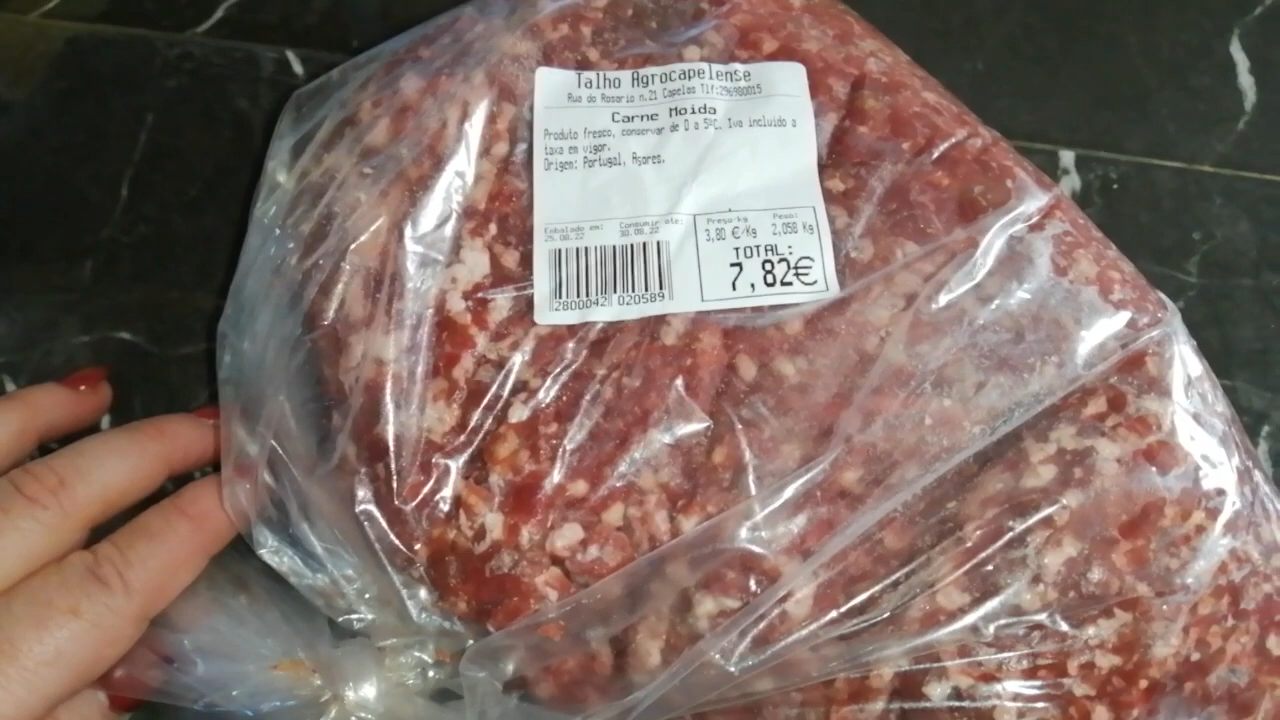 Talho Agrocapelense
Rua do Rosario n.21 Capelas Tlf:296980015
Carne Moida
Produto fresco, conservar de 0 a 5ºC. Iva incluido a
taxa em vigor.
Origem: Portugal, Açores.
Embalado em: Consumir até: Preço/kg Peso:
25.08.22 30.08.22 3,80 €/Kg 2,058 Kg
TOTAL:
7,82€
2800042 020589